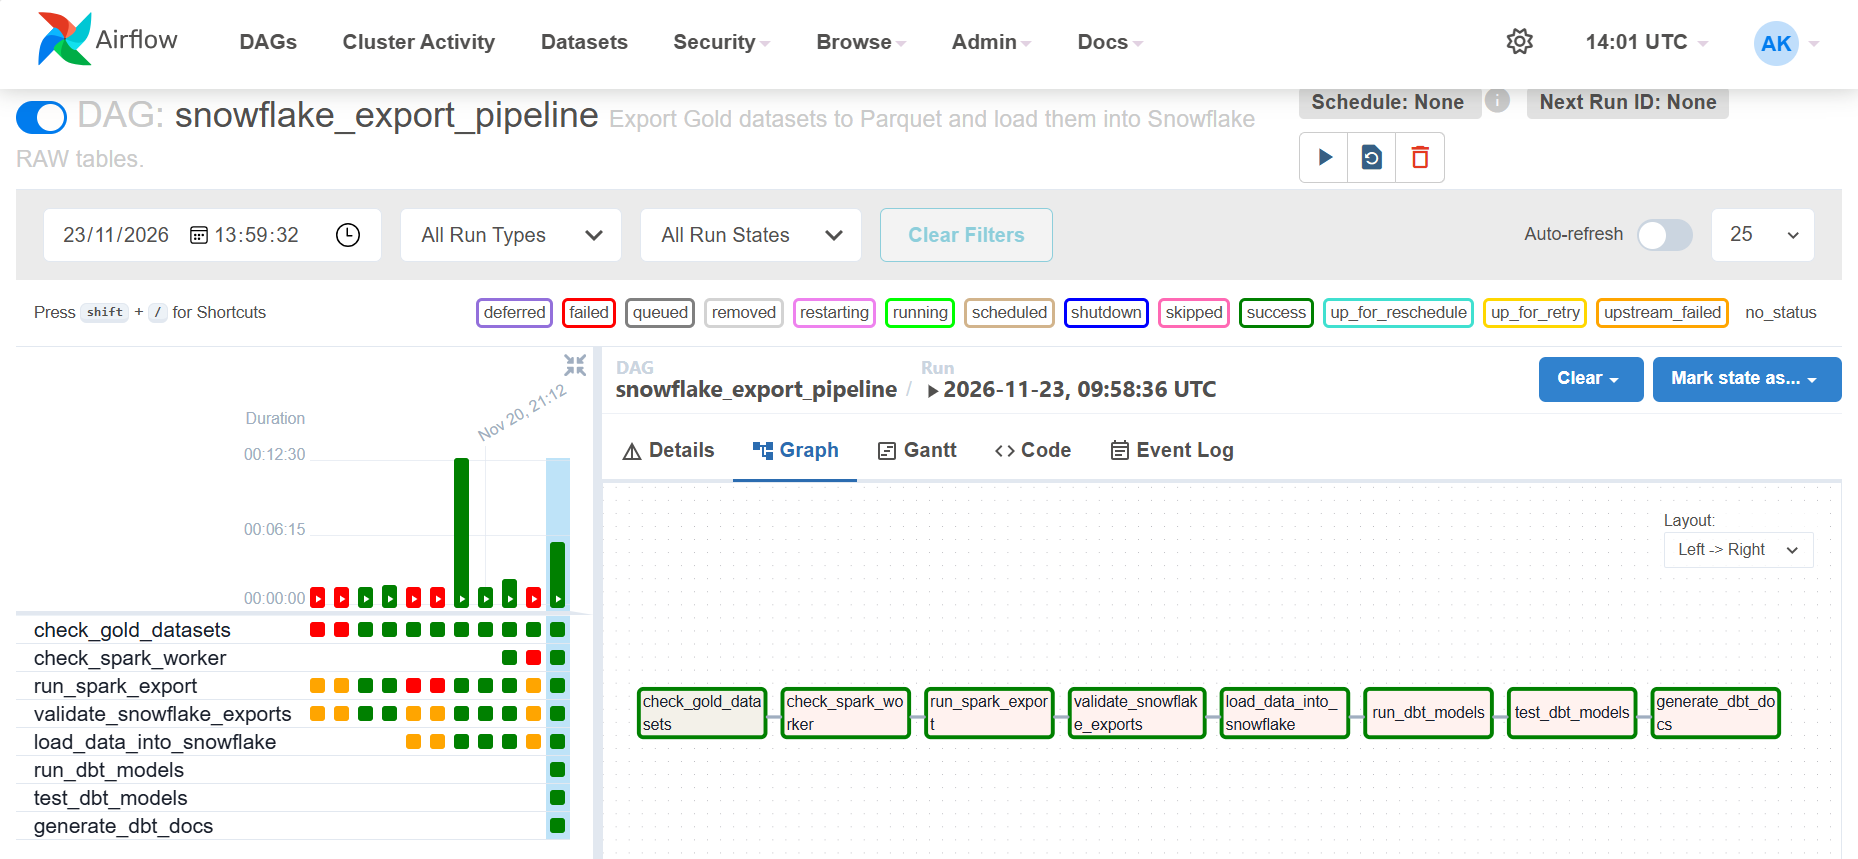 Airflow DAGs Cluster Activity Datasets Security Browse Admin Docs 14:01 UTC AK
DAG: snowflake_export_pipeline Export Gold datasets to Parquet and load them into Snowflake
RAW tables.
Schedule: None i Next Run ID: None
23/11/2026 13:59:32 All Run Types All Run States Clear Filters Auto-refresh 25
Press shift + / for Shortcuts deferred failed queued removed restarting running scheduled shutdown skipped success up_for_reschedule up_for_retry upstream_failed no_status
Nov 20, 21:12
Duration
00:12:30
00:06:15
00:00:00
check_gold_datasets
check_spark_worker
run_spark_export
validate_snowflake_exports
load_data_into_snowflake
run_dbt_models
test_dbt_models
generate_dbt_docs
DAG Run
snowflake_export_pipeline / 2026-11-23, 09:58:36 UTC
Clear Mark state as...
Details Graph Gantt Code Event Log
Layout:
Left -> Right
check_gold_data
sets
check_spark_wo
rker
run_spark_expor
t
validate_snowflak
e_exports
load_data_into_
snowflake
run_dbt_models
test_dbt_models
generate_dbt_do
cs